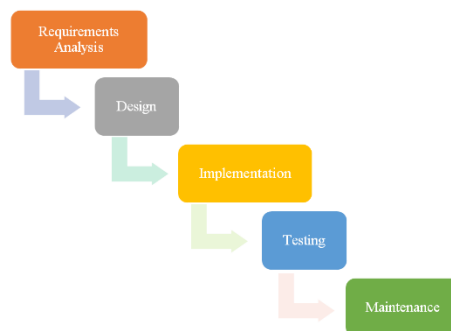 Requirements
Analysis
Design
Implementation
Testing
Maintenance